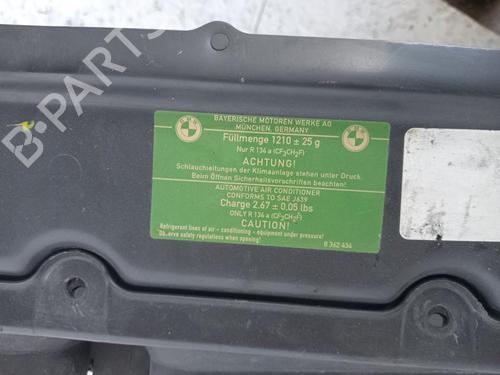 B-PARTS
BAYERISCHE MOTOREN WERKE AG
MÜNCHEN, GERMANY
Füllmenge 1210 ± 25 g
Nur R 134 a (CF₃CH₂F)
ACHTUNG!
Schlauchleitungen der Klimaanlage stehen unter Druck.
Beim Öffnen Sicherheitsvorschriften beachten!
AUTOMOTIVE AIR CONDITIONER
CONFORMS TO SAE J639
Charge 2.67 ± 0.05 lbs
ONLY R 134 a (CF₃CH₂F)
CAUTION!
Refrigerant lines of air - conditioning - equipment under pressure!
Observe safety regulations when opening!
8 362 434